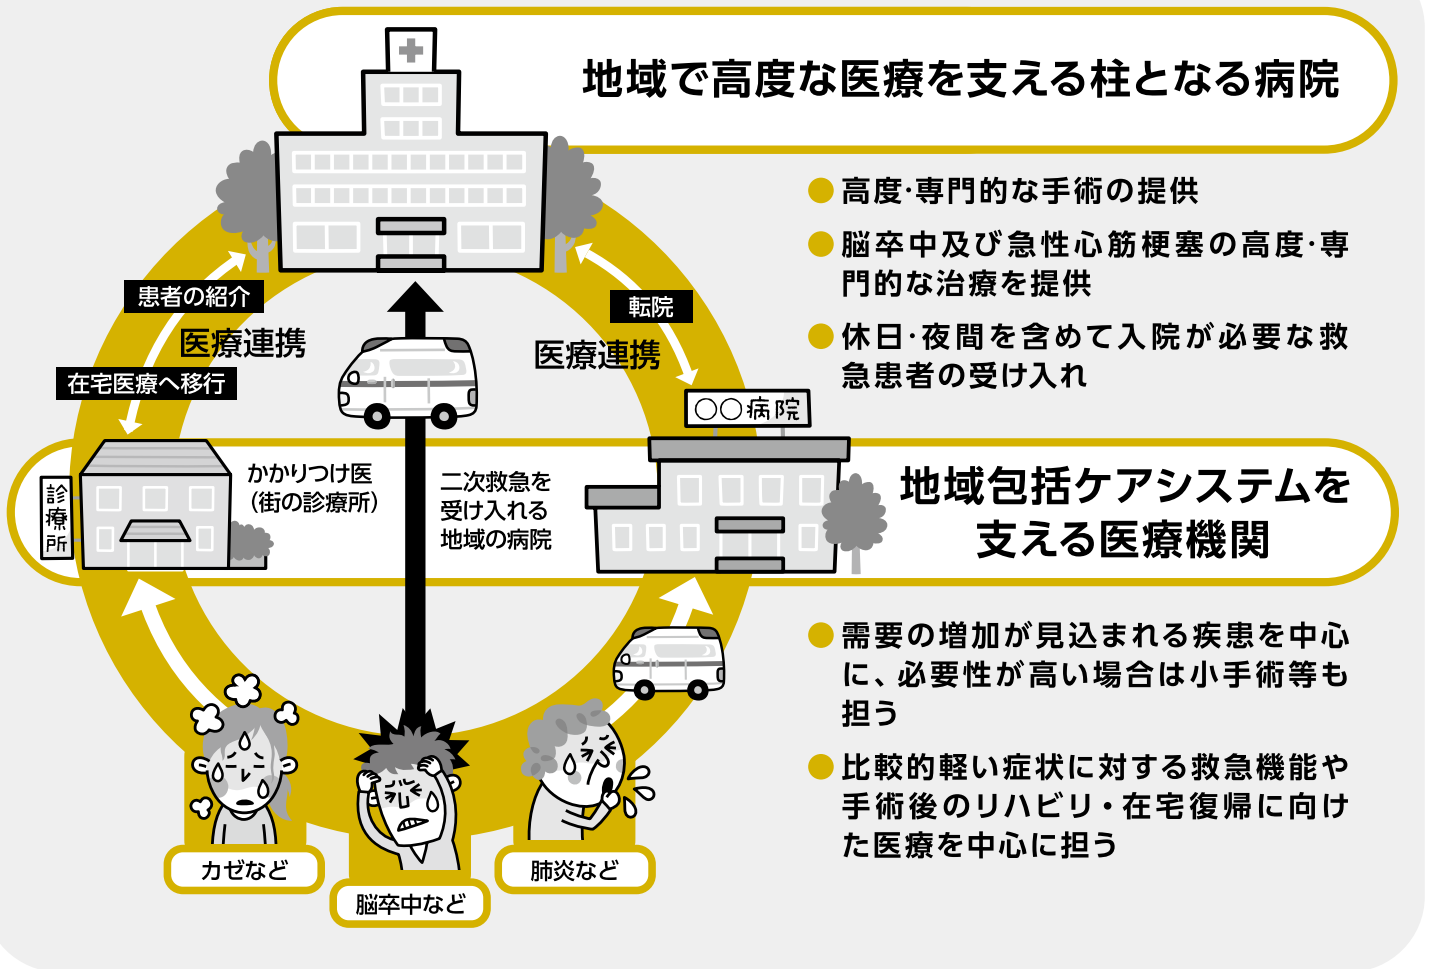 地域で高度な医療を支える柱となる病院
●高度·専門的な手術の提供
●脳卒中及び急性心筋梗塞の高度·専
門的な治療を提供
●休日·夜間を含めて入院が必要な救
急患者の受け入れ
患者の紹介
医療連携
在宅医療へ移行
転院
医療連携
〇〇病院
診療所
かかりつけ医
（街の診療所）
二次救急を
受け入れる
地域の病院
地域包括ケアシステムを
支える医療機関
●需要の増加が見込まれる疾患を中心
に、必要性が高い場合は小手術等も
担う
●比較的軽い症状に対する救急機能や
手術後のリハビリ・在宅復帰に向け
た医療を中心に担う
カゼなど
脳卒中など
肺炎など